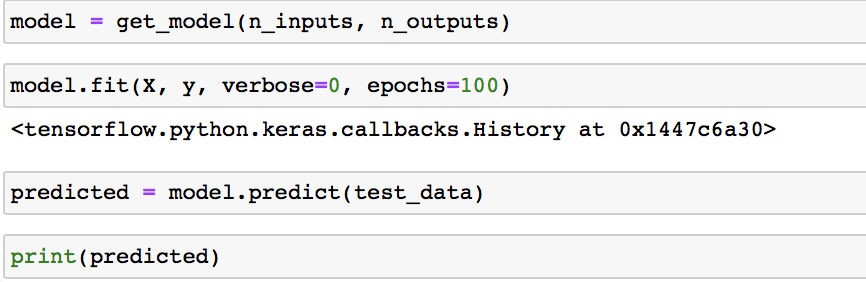 model = get_model(n_inputs, n_outputs)
model.fit(X, y, verbose=0, epochs=100)
<tensorflow.python.keras.callbacks.History at 0x1447c6a30>
predicted = model.predict(test_data)
print(predicted)